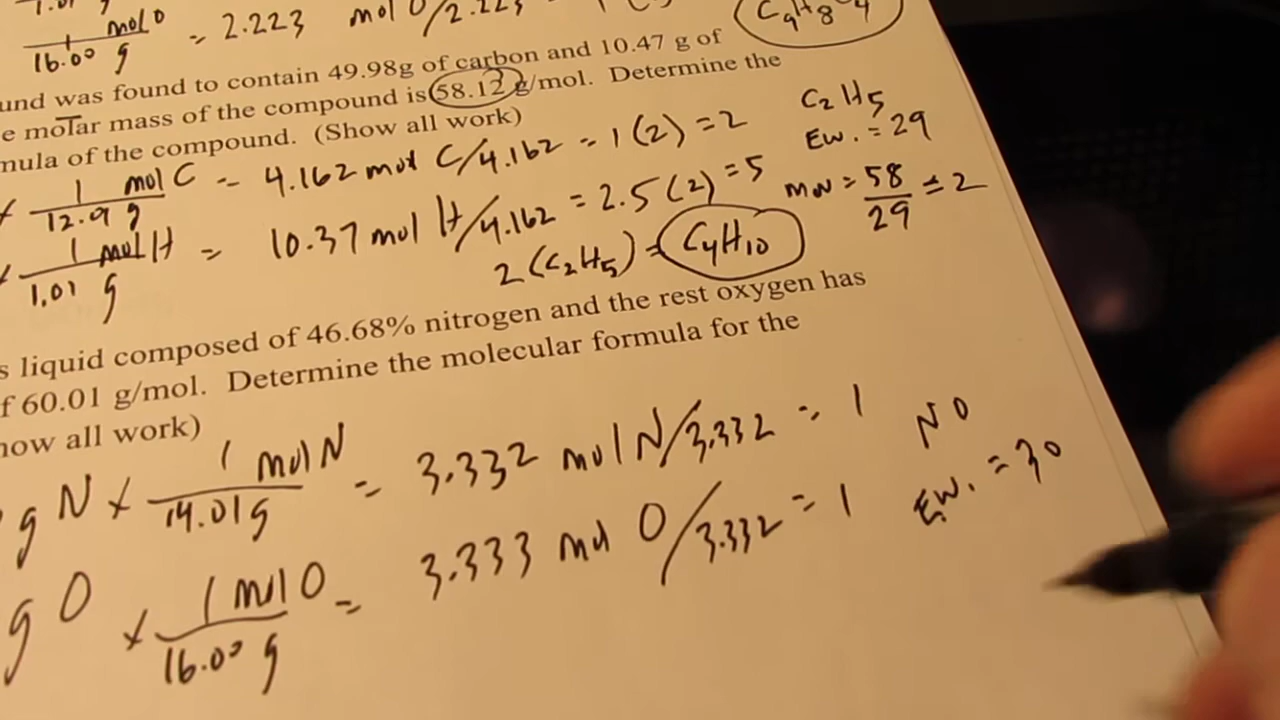 mol O
16.00 g = 2.223 mol O/2.223
C9H8 4
und was found to contain 49.98g of carbon and 10.47 g of
e molar mass of the compound is 58.12 g/mol. Determine the
mula of the compound. (Show all work)
1 mol C = 4.162 mol C/4.162 = 1 (2) = 2
12.01 g
C2H5
EW. = 29
1 mol H = 10.37 mol H/4.162 = 2.5 (2) = 5
1.01 g
MW = 58 = 2
29
2 (C2H5) = C4H10
s liquid composed of 46.68% nitrogen and the rest oxygen has
f 60.01 g/mol. Determine the molecular formula for the
how all work)
g N x 1 mol N = 3.332 mol N/3.332 = 1
14.01g
NO
EW. = 30
g O x 1 mol O = 3.333 mol O/3.332 = 1
16.00 g